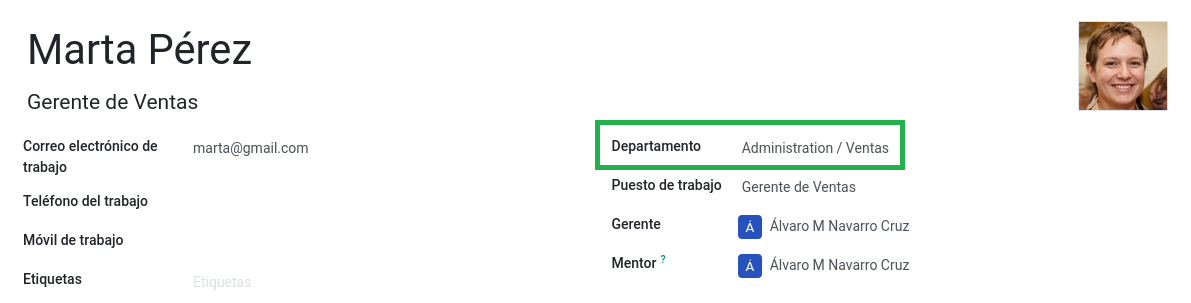 Marta Pérez
Gerente de Ventas
Correo electrónico de
trabajo
marta@gmail.com
Teléfono del trabajo
Móvil de trabajo
Etiquetas
Etiquetas
Departamento
Administration / Ventas
Puesto de trabajo
Gerente de Ventas
Gerente
Á
Álvaro M Navarro Cruz
Mentor ?
Á
Álvaro M Navarro Cruz